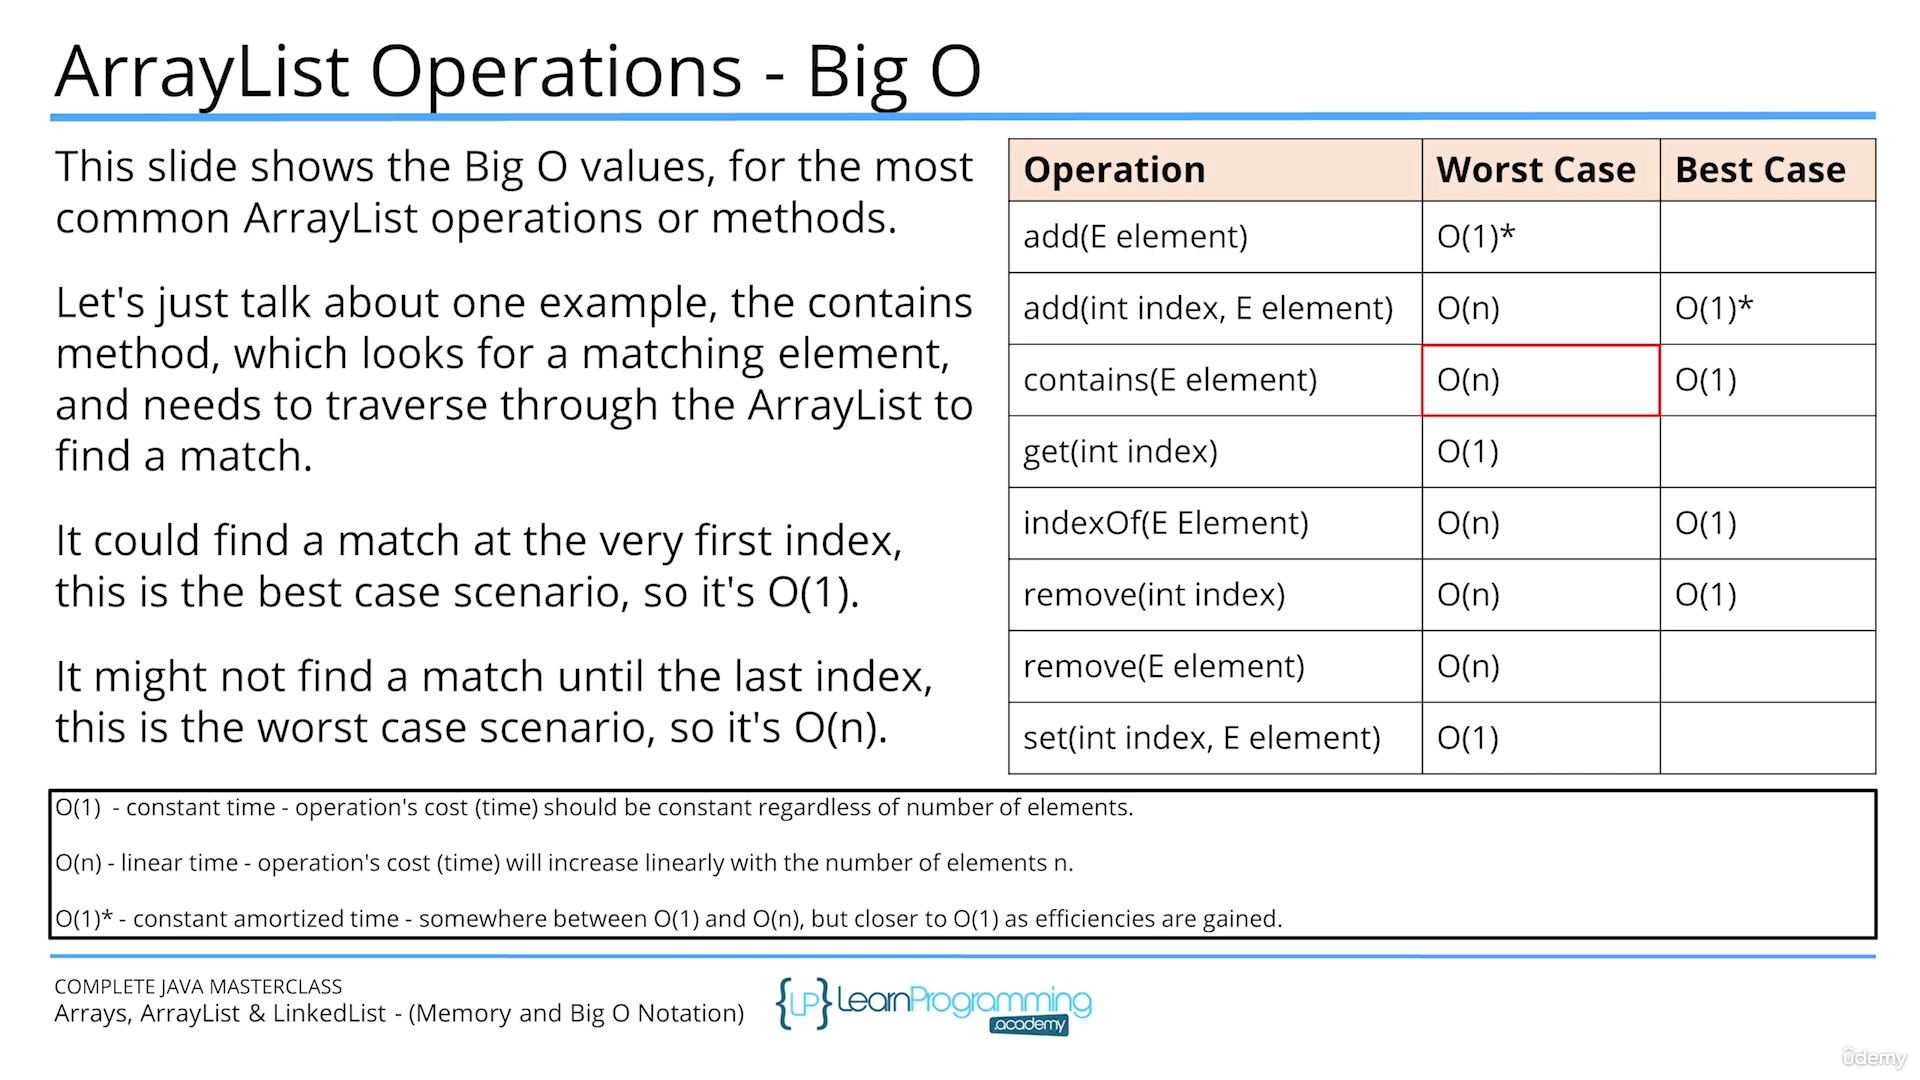 ArrayList Operations - Big O
This slide shows the Big O values, for the most
common ArrayList operations or methods.
Let's just talk about one example, the contains
method, which looks for a matching element,
and needs to traverse through the ArrayList to
find a match.
It could find a match at the very first index,
this is the best case scenario, so it's O(1).
It might not find a match until the last index,
this is the worst case scenario, so it's O(n).
Operation Worst Case Best Case
add(E element) O(1)*
add(int index, E element) O(n) O(1)*
contains(E element) O(n) O(1)
get(int index) O(1)
indexOf(E Element) O(n) O(1)
remove(int index) O(n) O(1)
remove(E element) O(n)
set(int index, E element) O(1)
O(1) - constant time - operation's cost (time) should be constant regardless of number of elements.
O(n) - linear time - operation's cost (time) will increase linearly with the number of elements n.
O(1)* - constant amortized time - somewhere between O(1) and O(n), but closer to O(1) as efficiencies are gained.
COMPLETE JAVA MASTERCLASS
Arrays, ArrayList & LinkedList - (Memory and Big O Notation)
{LP} LearnProgramming
.academy
udemy